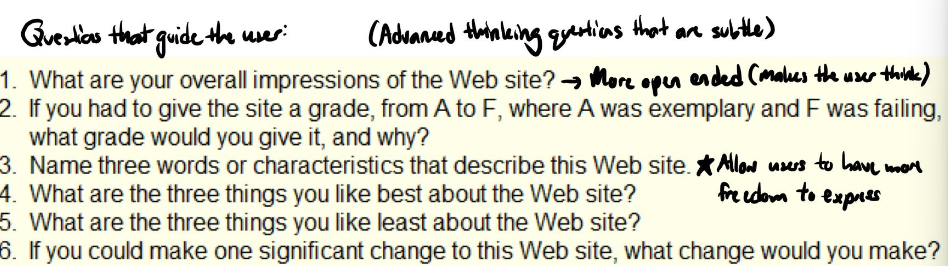 Questions that guide the user: (Advanced thinking questions that are subtle)
1. What are your overall impressions of the Web site? → More open ended (makes the user think)
2. If you had to give the site a grade, from A to F, where A was exemplary and F was failing,
what grade would you give it, and why?
3. Name three words or characteristics that describe this Web site. ★ Allow users to have more
4. What are the three things you like best about the Web site? freedom to express
5. What are the three things you like least about the Web site?
6. If you could make one significant change to this Web site, what change would you make?